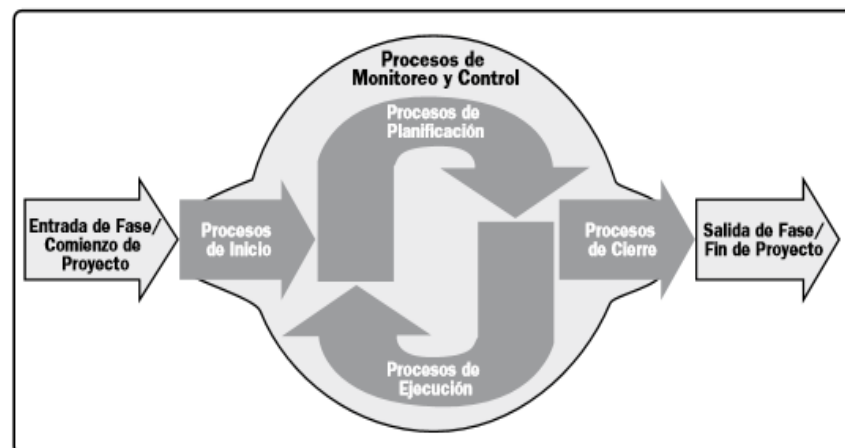 Procesos de
Monitoreo y Control
Procesos de
Planificación
Entrada de Fase/
Comienzo de
Proyecto
Procesos
de Inicio
Procesos
de Cierre
Salida de Fase/
Fin de Proyecto
Procesos de
Ejecución